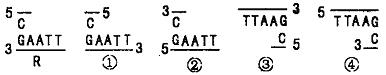 5 5 3 3 5
C C C TTAAG TTAAG
3 GAATT GAATT 3 5 GAATT C 5 3 C
R ① ② ③ ④